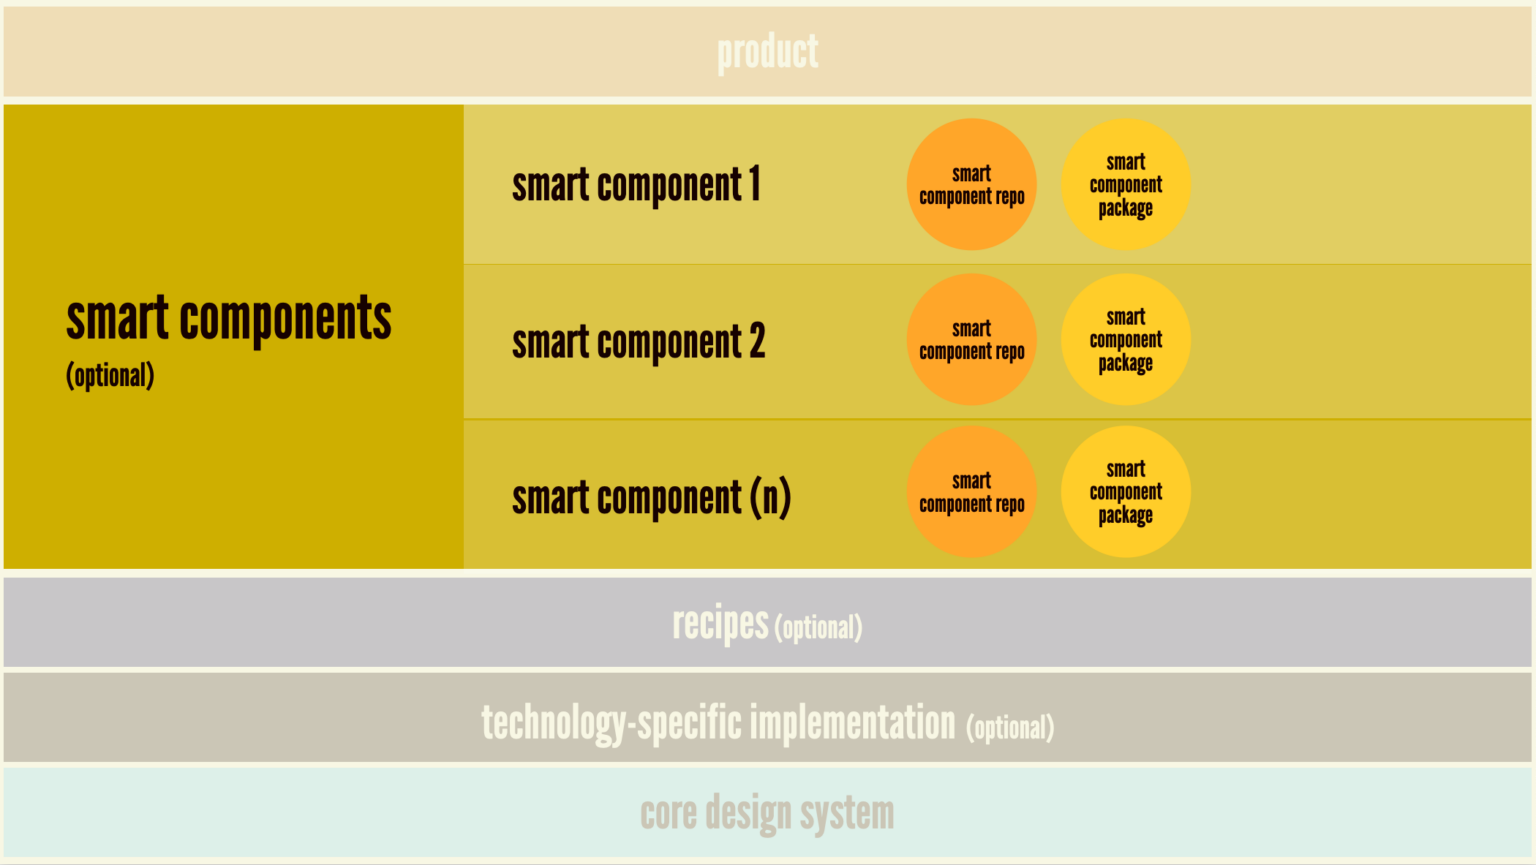 product
smart components
(optional)
smart component 1
smart
component repo
smart
component
package
smart component 2
smart
component repo
smart
component
package
smart component (n)
smart
component repo
smart
component
package
recipes (optional)
technology-specific implementation (optional)
core design system